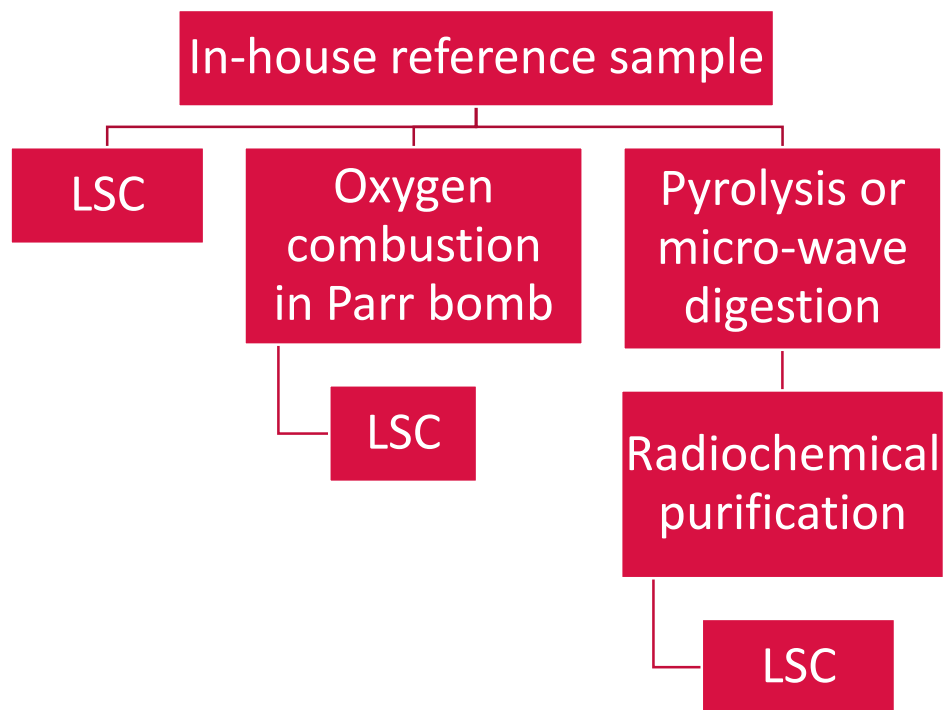 In-house reference sample
LSC
Oxygen
combustion
in Parr bomb
LSC
Pyrolysis or
micro-wave
digestion
Radiochemical
purification
LSC